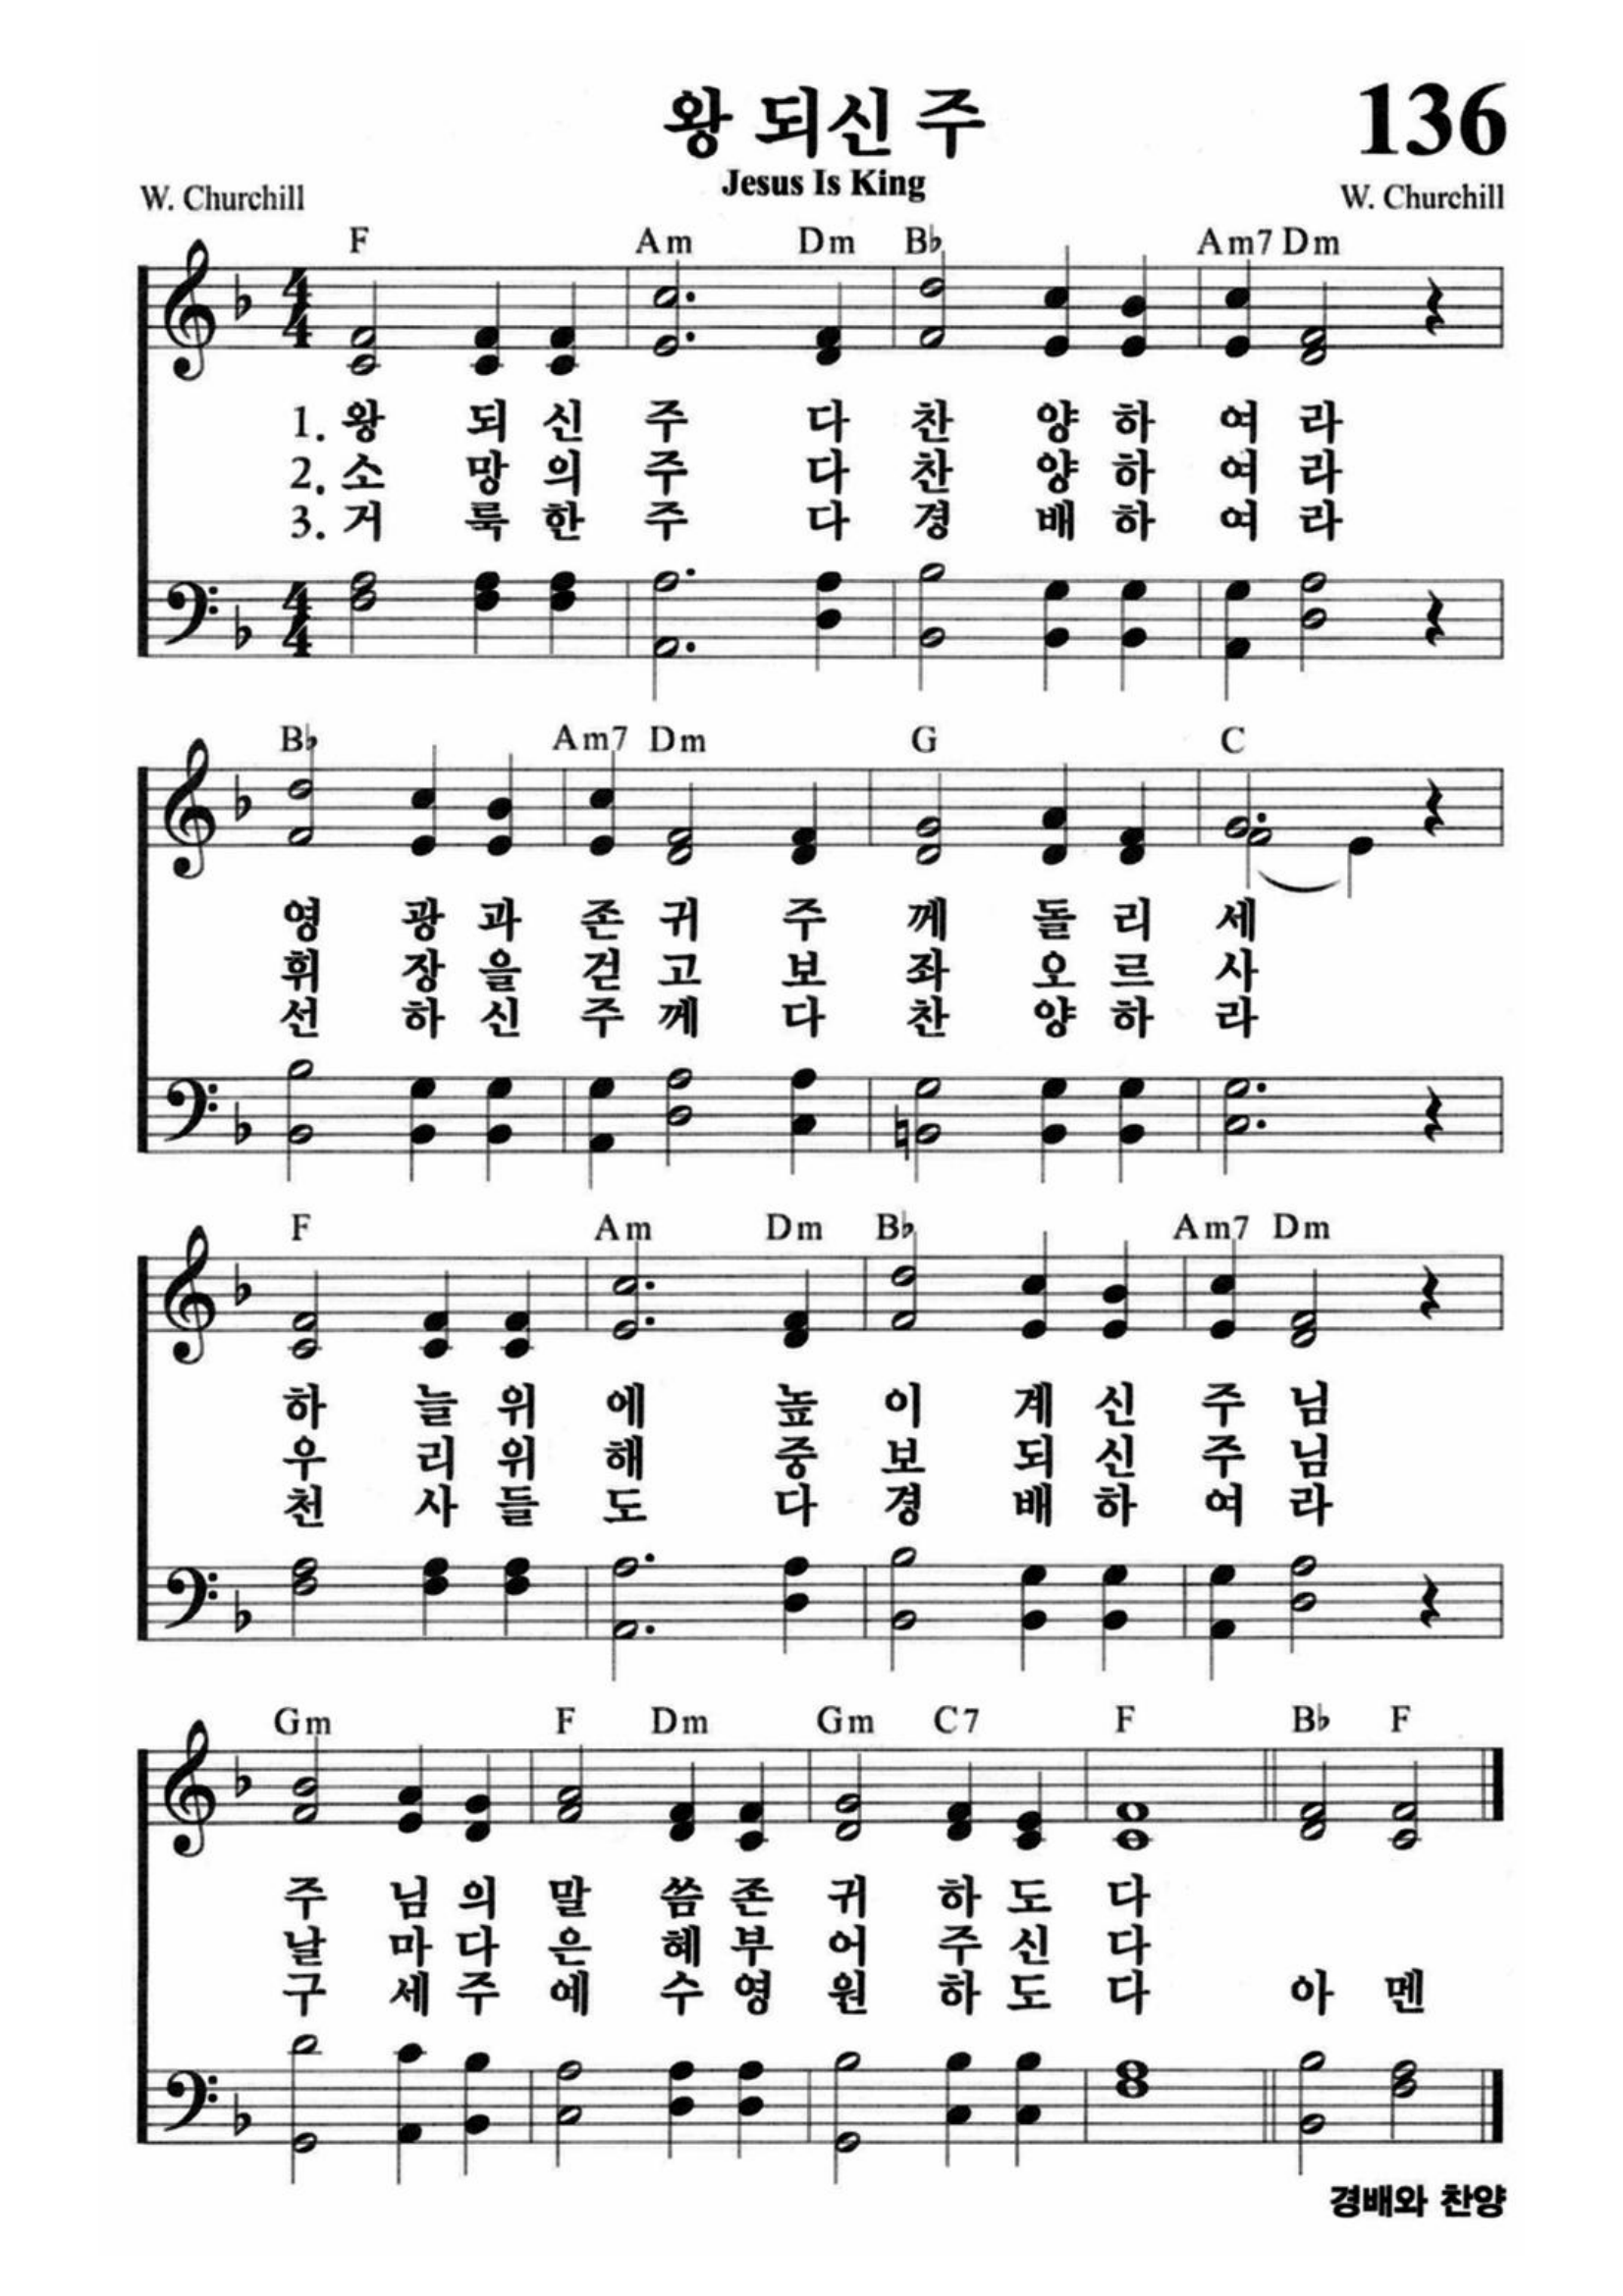 왕 되신 주
136
Jesus Is King
W. Churchill
W. Churchill
F Am Dm B♭ Am7 Dm
1. 왕 되 신 주 다 찬 양 하 여 라
2. 소 망 의 주 다 찬 양 하 여 라
3. 거 룩 한 주 다 경 배 하 여 라
B♭ Am7 Dm G C
영 광 과 존 귀 주 께 돌 리 세
휘 장 을 걷 고 보 좌 오 르 사
선 하 신 주 께 다 찬 양 하 라
F Am Dm B♭ Am7 Dm
하 늘 위 에 높 이 계 신 주 님
우 리 위 해 중 보 되 신 주 님
천 사 들 도 다 경 배 하 여 라
Gm F Dm Gm C7 F B♭ F
주 님 의 말 씀 존 귀 하 도 다
날 마 다 은 혜 부 어 주 신 다
구 세 주 예 수 영 원 하 도 다 아 멘
경배와 찬양